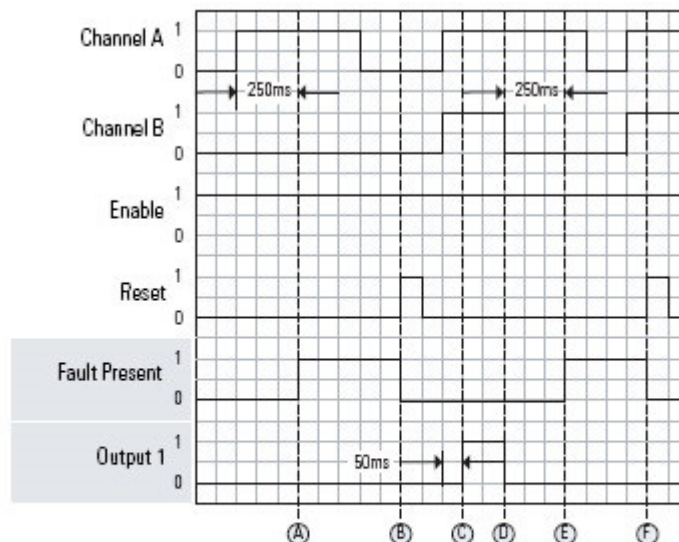 Channel A 1
0
250ms 250ms
Channel B 1
0
Enable 1
0
Reset 1
0
Fault Present 1
0
Output 1 1
50ms
0
A B C D E F